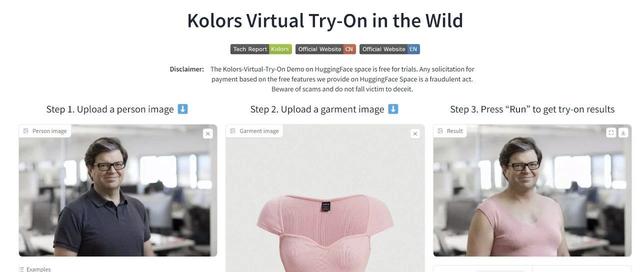 Kolors Virtual Try-On in the Wild
Tech Report Kolors Official Website CN Official Website EN
Disclaimer: The Kolors-Virtual-Try-On Demo on HuggingFace space is free for trials. Any solicitation for
payment based on the free features we provide on HuggingFace Space is a fraudulent act.
Beware of scams and do not fall victim to deceit.
Step 1. Upload a person image ⬇
Step 2. Upload a garment image ⬇
Step 3. Press “Run” to get try-on results
Person image
Garment image
Result
Examples